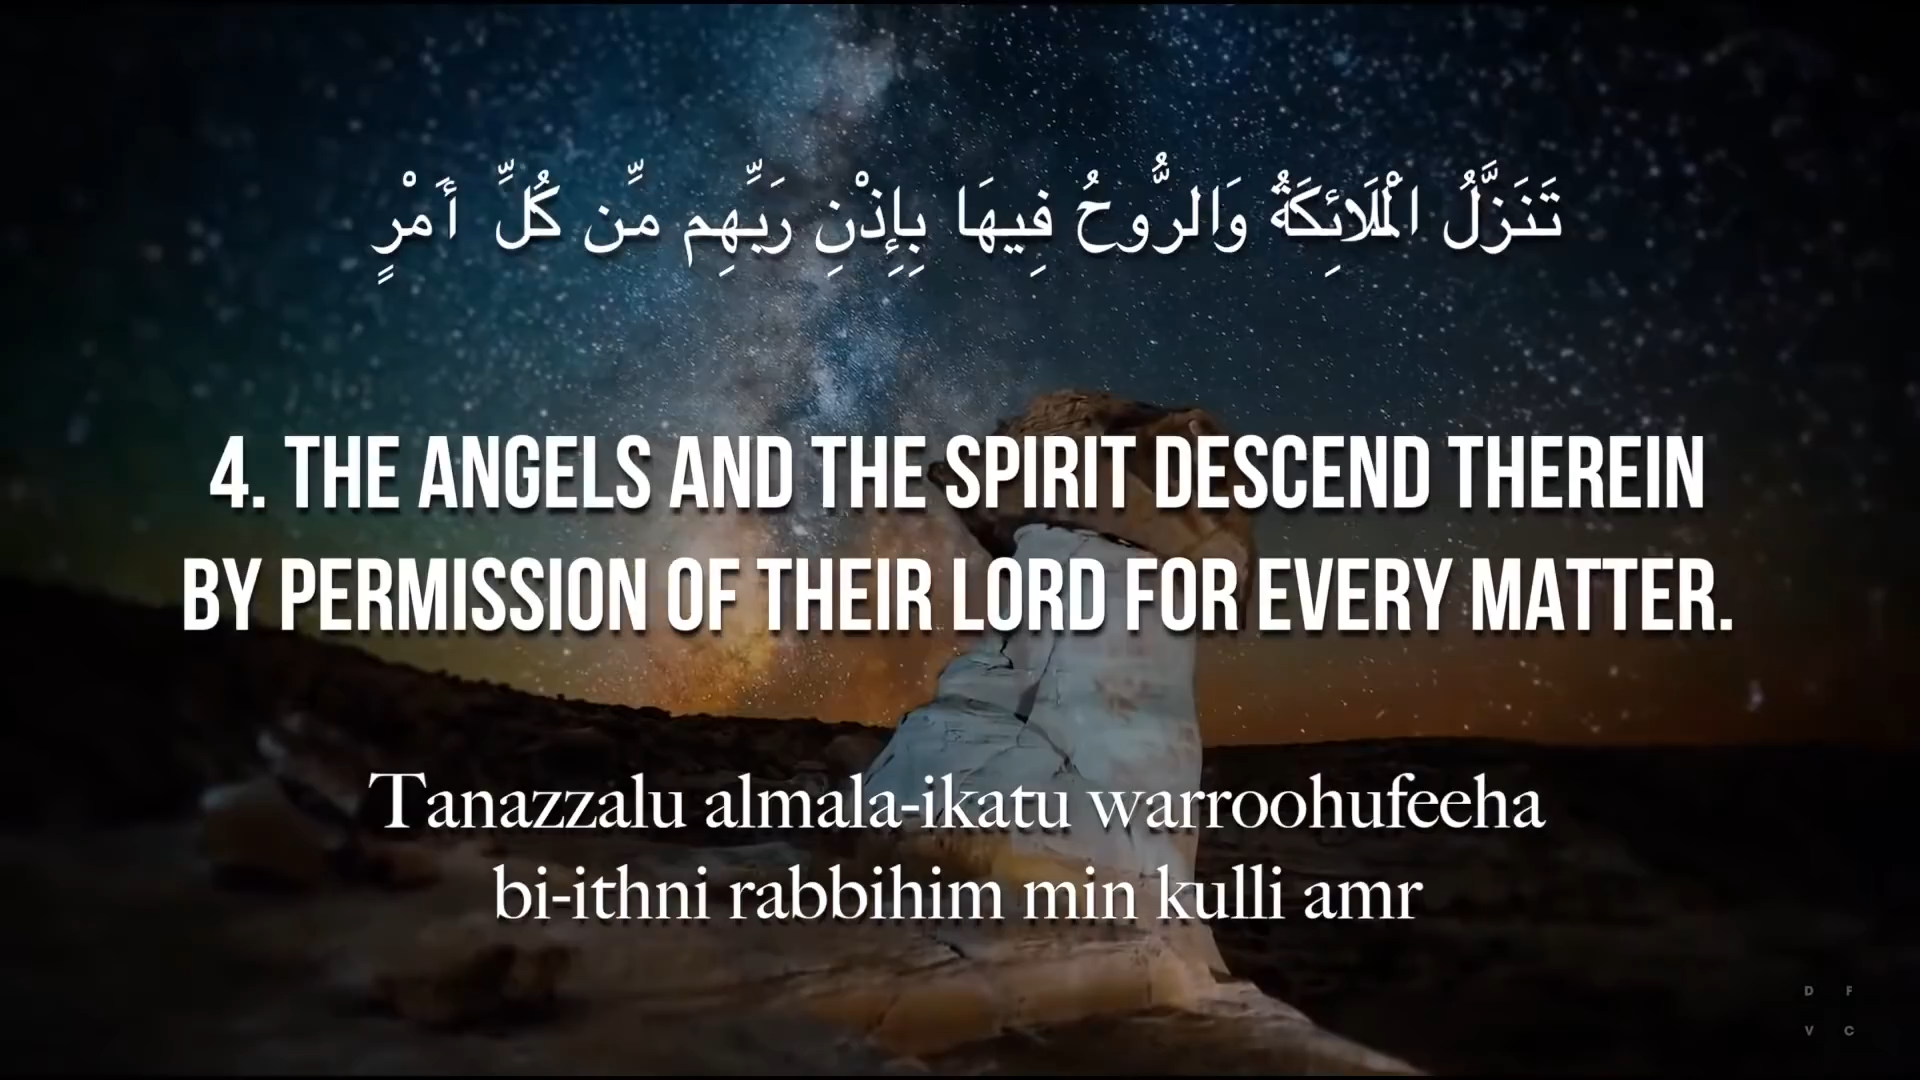 تَنَزَّلُ الْمَلَائِكَةُ وَالرُّوحُ فِيهَا بِإِذْنِ رَبِّهِم مِّن كُلِّ أَمْرٍ
4. THE ANGELS AND THE SPIRIT DESCEND THEREIN
BY PERMISSION OF THEIR LORD FOR EVERY MATTER.
Tanazzalu almala-ikatu warroohufeeha
bi-ithni rabbihim min kulli amr
D F
V C